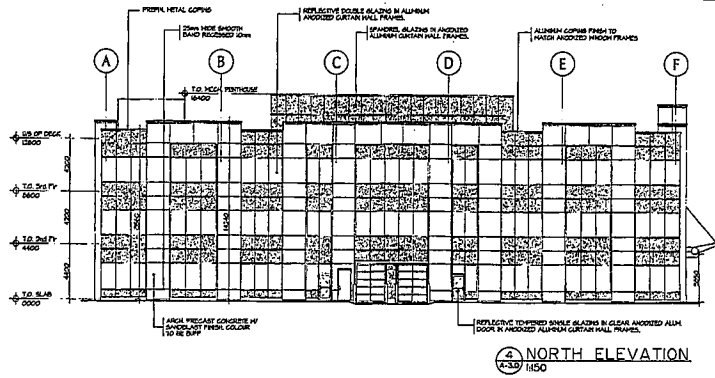 PREFIN. METAL COPING
REFLECTIVE DOUBLE GLAZING IN ALUMINUM
ANODIZED CURTAIN WALL FRAMES.
25mm WIDE SMOOTH
BAND RECESSED 10mm
SPANDREL GLAZING IN ANODIZED
ALUMINUM CURTAIN WALL FRAMES.
ALUMINUM COPING FINISH TO
MATCH ANODIZED WINDOW FRAMES
A
B
C
D
E
F
T.O. MECH. PENTHOUSE
16400
U/S OF DECK
12800
4200
T.O. 3rd Flr
8600
4200
T.O. 2nd Flr
4400
4400
T.O. SLAB
0000
ARCH. PRECAST CONCRETE W/
SANDBLAST FINISH. COLOUR
TO BE BUFF
REFLECTIVE TEMPERED SINGLE GLAZING IN CLEAR ANODIZED ALUM.
DOOR IN ANODIZED ALUMINUM CURTAIN WALL FRAMES.
4
A-3.0
NORTH ELEVATION
1:150